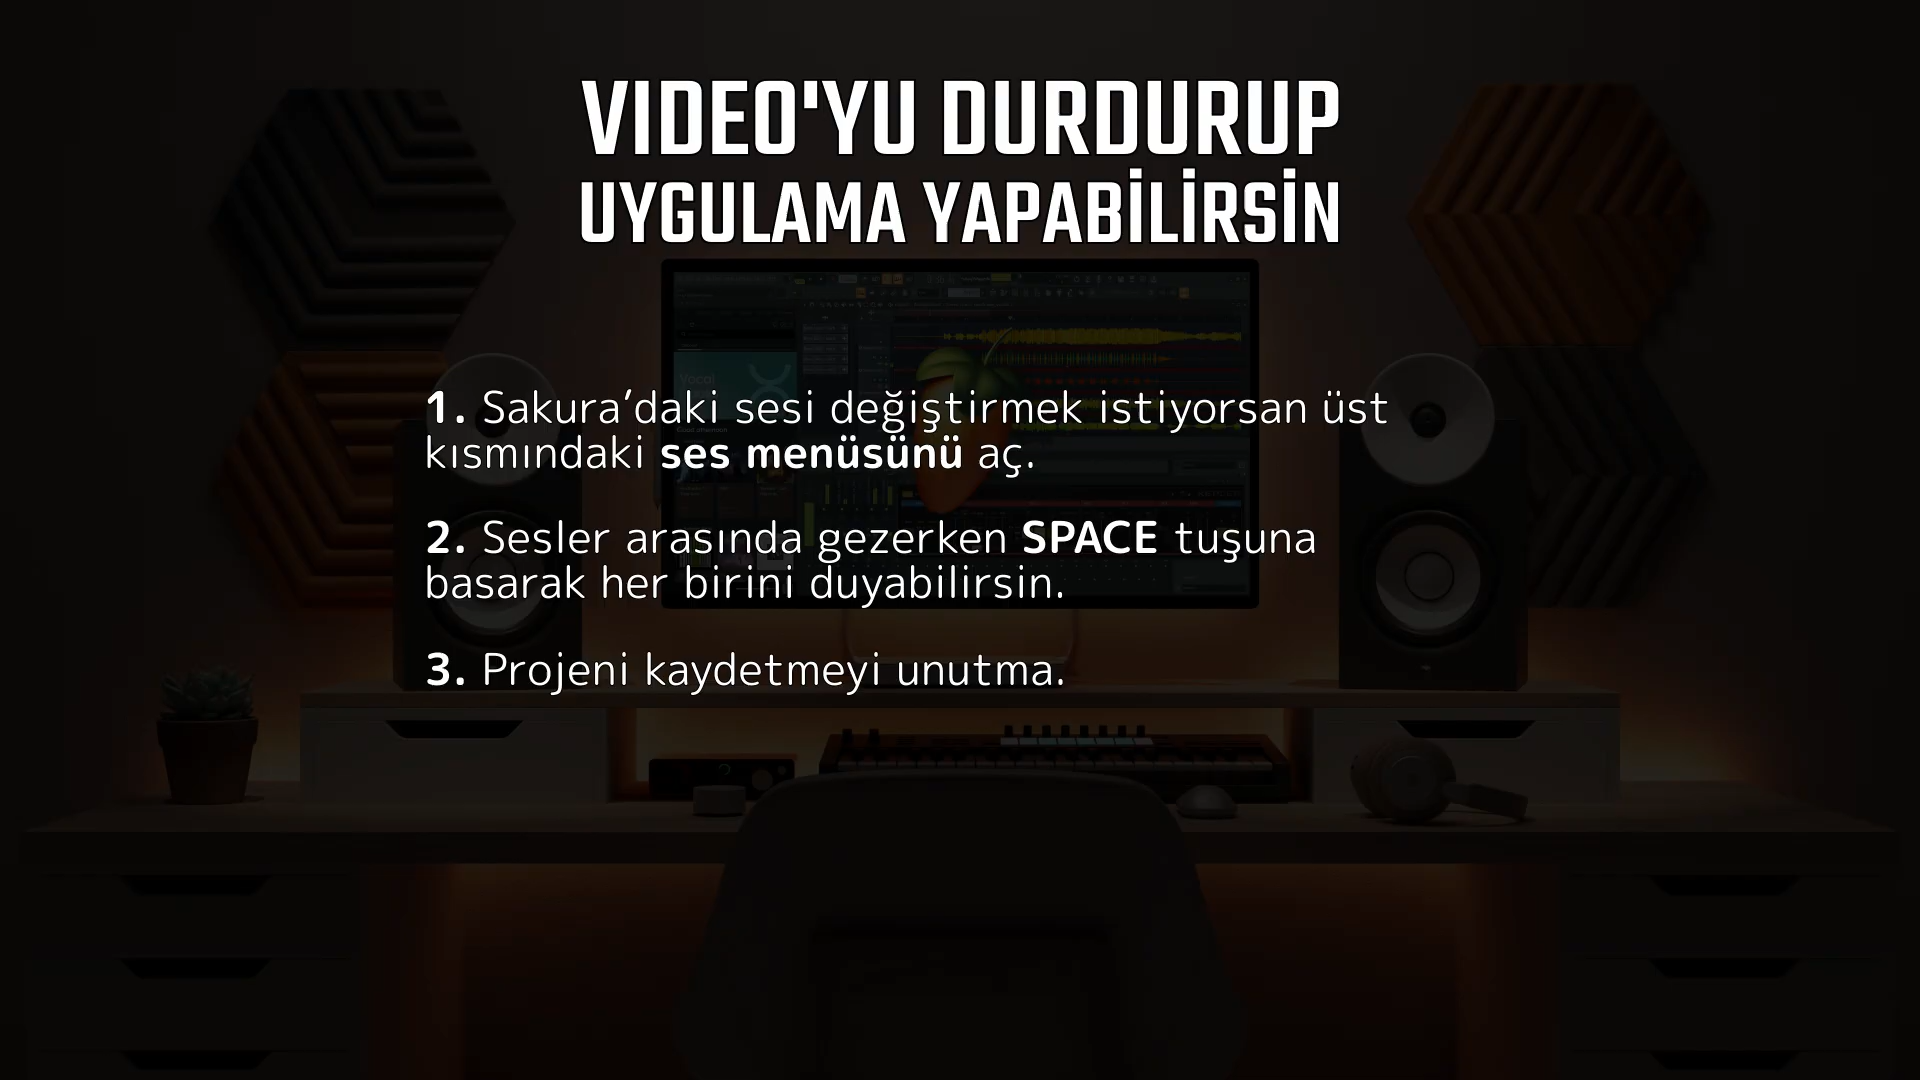 VIDEO'YU DURDURUP
UYGULAMA YAPABİLİRSİN
1. Sakura’daki sesi değiştirmek istiyorsan üst
kısmındaki ses menüsünü aç.
2. Sesler arasında gezerken SPACE tuşuna
basarak her birini duyabilirsin.
3. Projeni kaydetmeyi unutma.